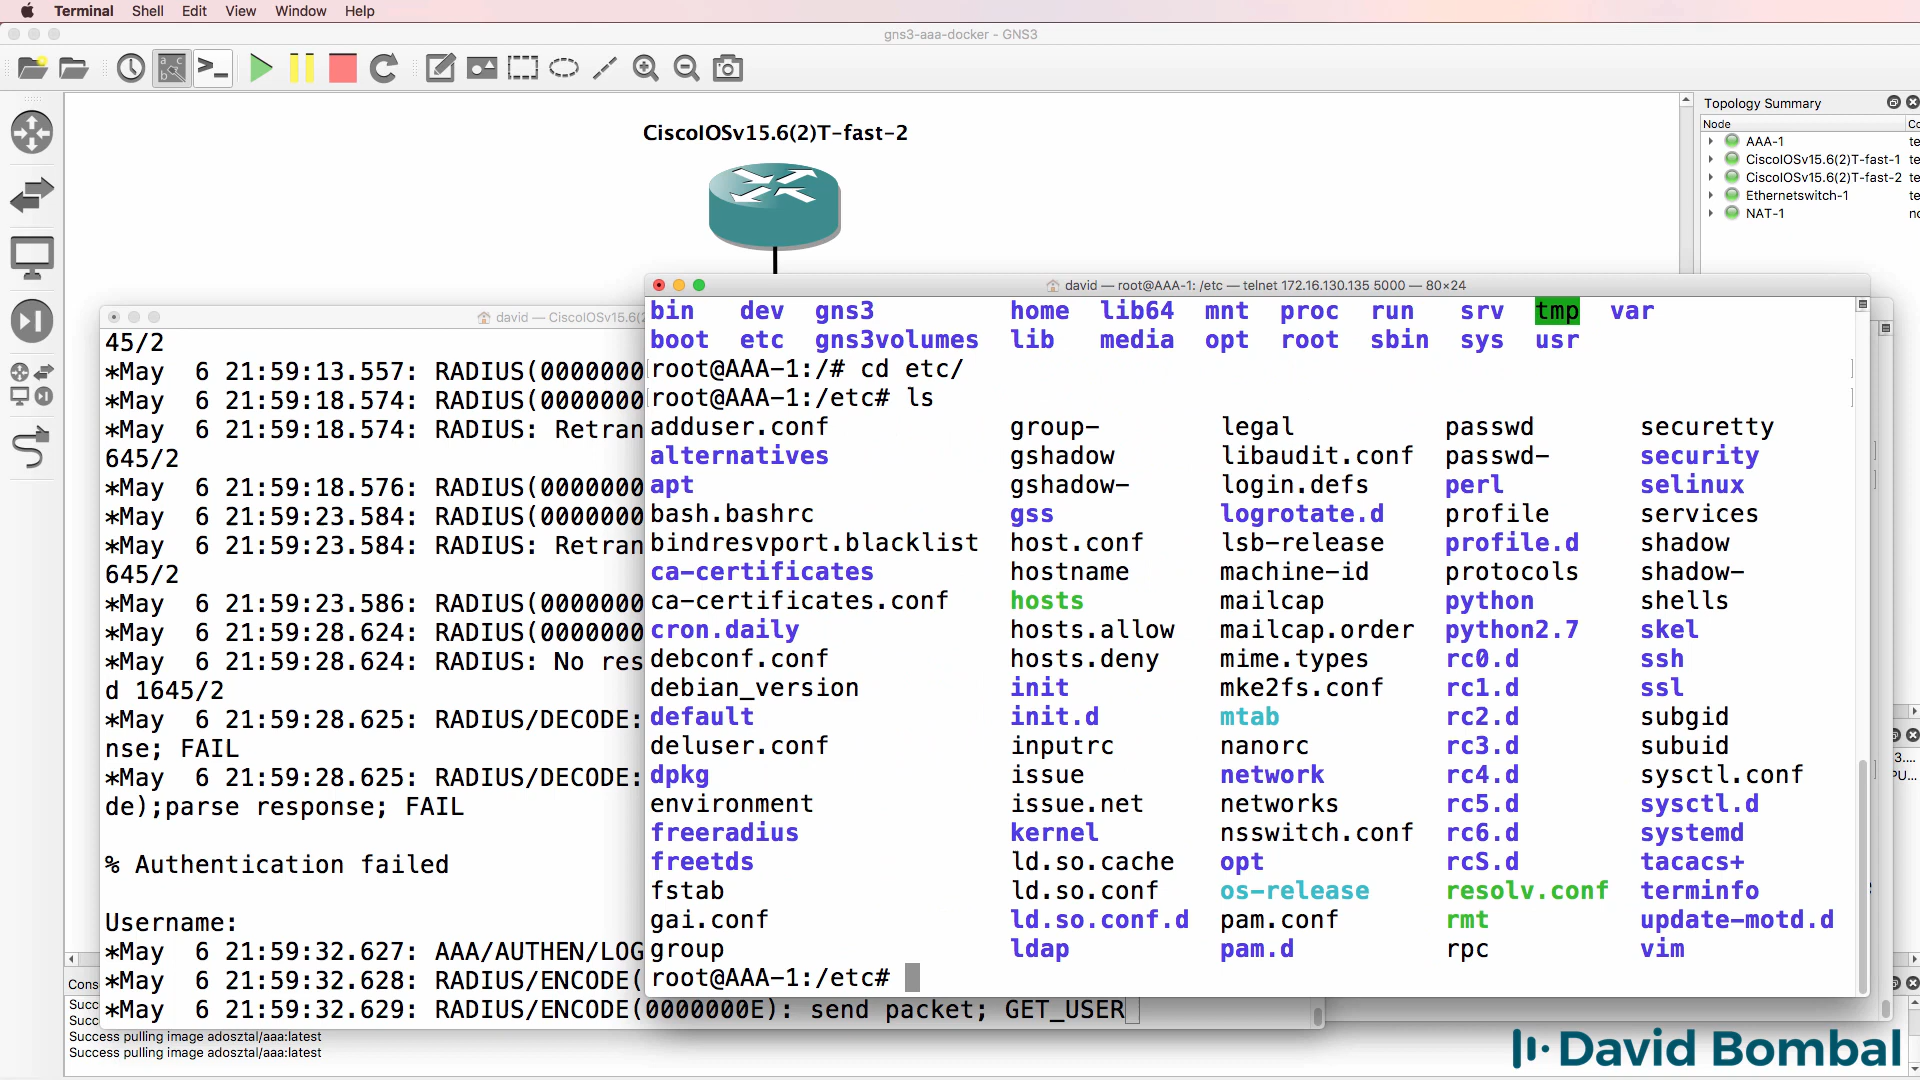 Terminal Shell Edit View Window Help
gns3-aaa-docker - GNS3
CiscoIOSv15.6(2)T-fast-2
Topology Summary
Node
AAA-1 te
CiscoIOSv15.6(2)T-fast-1 te
CiscoIOSv15.6(2)T-fast-2 te
Ethernetswitch-1 te
NAT-1
david — root@AAA-1: /etc — telnet 172.16.130.135 5000 — 80×24
bin dev gns3 home lib64 mnt proc run srv tmp var
boot etc gns3volumes lib media opt root sbin sys usr
root@AAA-1:/# cd etc/
root@AAA-1:/etc# ls
adduser.conf group- legal passwd securetty
alternatives gshadow libaudit.conf passwd- security
apt gshadow- login.defs perl selinux
bash.bashrc gss logrotate.d profile services
bindresvport.blacklist host.conf lsb-release profile.d shadow
ca-certificates hostname machine-id protocols shadow-
ca-certificates.conf hosts mailcap python shells
cron.daily hosts.allow mailcap.order python2.7 skel
debconf.conf hosts.deny mime.types rc0.d ssh
debian_version init mke2fs.conf rc1.d ssl
default init.d mtab rc2.d subgid
deluser.conf inputrc nanorc rc3.d subuid
dpkg issue network rc4.d sysctl.conf
environment issue.net networks rc5.d sysctl.d
freeradius kernel nsswitch.conf rc6.d systemd
freetds ld.so.cache opt rcS.d tacacs+
fstab ld.so.conf os-release resolv.conf terminfo
gai.conf ld.so.conf.d pam.conf rmt update-motd.d
group ldap pam.d rpc vim
root@AAA-1:/etc#
david — CiscoIOSv15.6(2
45/2
*May  6 21:59:13.557: RADIUS(0000000
*May  6 21:59:18.574: RADIUS(0000000
*May  6 21:59:18.574: RADIUS: Retran
645/2
*May  6 21:59:18.576: RADIUS(0000000
*May  6 21:59:23.584: RADIUS(0000000
*May  6 21:59:23.584: RADIUS: Retran
645/2
*May  6 21:59:23.586: RADIUS(0000000
*May  6 21:59:28.624: RADIUS(0000000
*May  6 21:59:28.624: RADIUS: No res
d 1645/2
*May  6 21:59:28.625: RADIUS/DECODE:
nse; FAIL
*May  6 21:59:28.625: RADIUS/DECODE:
de);parse response; FAIL
% Authentication failed
Username:
*May  6 21:59:32.627: AAA/AUTHEN/LOG
*May  6 21:59:32.628: RADIUS/ENCODE(
*May  6 21:59:32.629: RADIUS/ENCODE(0000000E): send packet; GET_USER
Cons
Succ
Succ
Success pulling image adosztal/aaa:latest
Success pulling image adosztal/aaa:latest
David Bombal